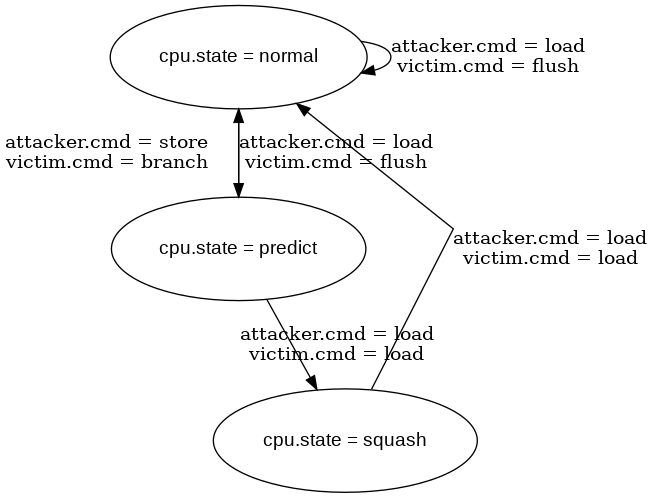 cpu.state = normal
attacker.cmd = load
victim.cmd = flush
attacker.cmd = store
victim.cmd = branch
attacker.cmd = load
victim.cmd = flush
cpu.state = predict
attacker.cmd = load
victim.cmd = load
attacker.cmd = load
victim.cmd = load
cpu.state = squash